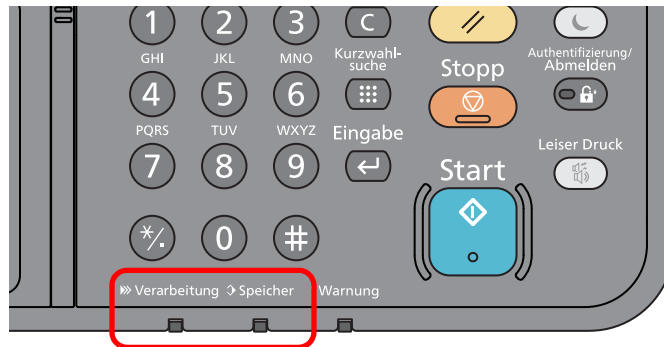 1 2 3 C
GHI JKL MNO Kurzwahl-
suche
Authentifizierung/
Abmelden
Stopp
4 5 6
PQRS TUV WXYZ Eingabe
Leiser Druck
7 8 9
Start
*/. 0 #
Verarbeitung Speicher Warnung